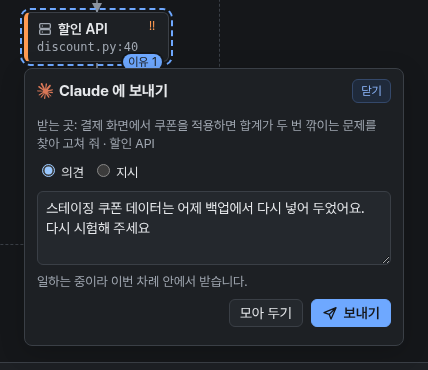 할인 API
!!
discount.py:40
이유 1
Claude 에 보내기
닫기
받는 곳: 결제 화면에서 쿠폰을 적용하면 합계가 두 번 깎이는 문제를
찾아 고쳐 줘 · 할인 API
의견
지시
스테이징 쿠폰 데이터는 어제 백업에서 다시 넣어 두었어요.
다시 시험해 주세요
일하는 중이라 이번 차례 안에서 받습니다.
모아 두기
보내기